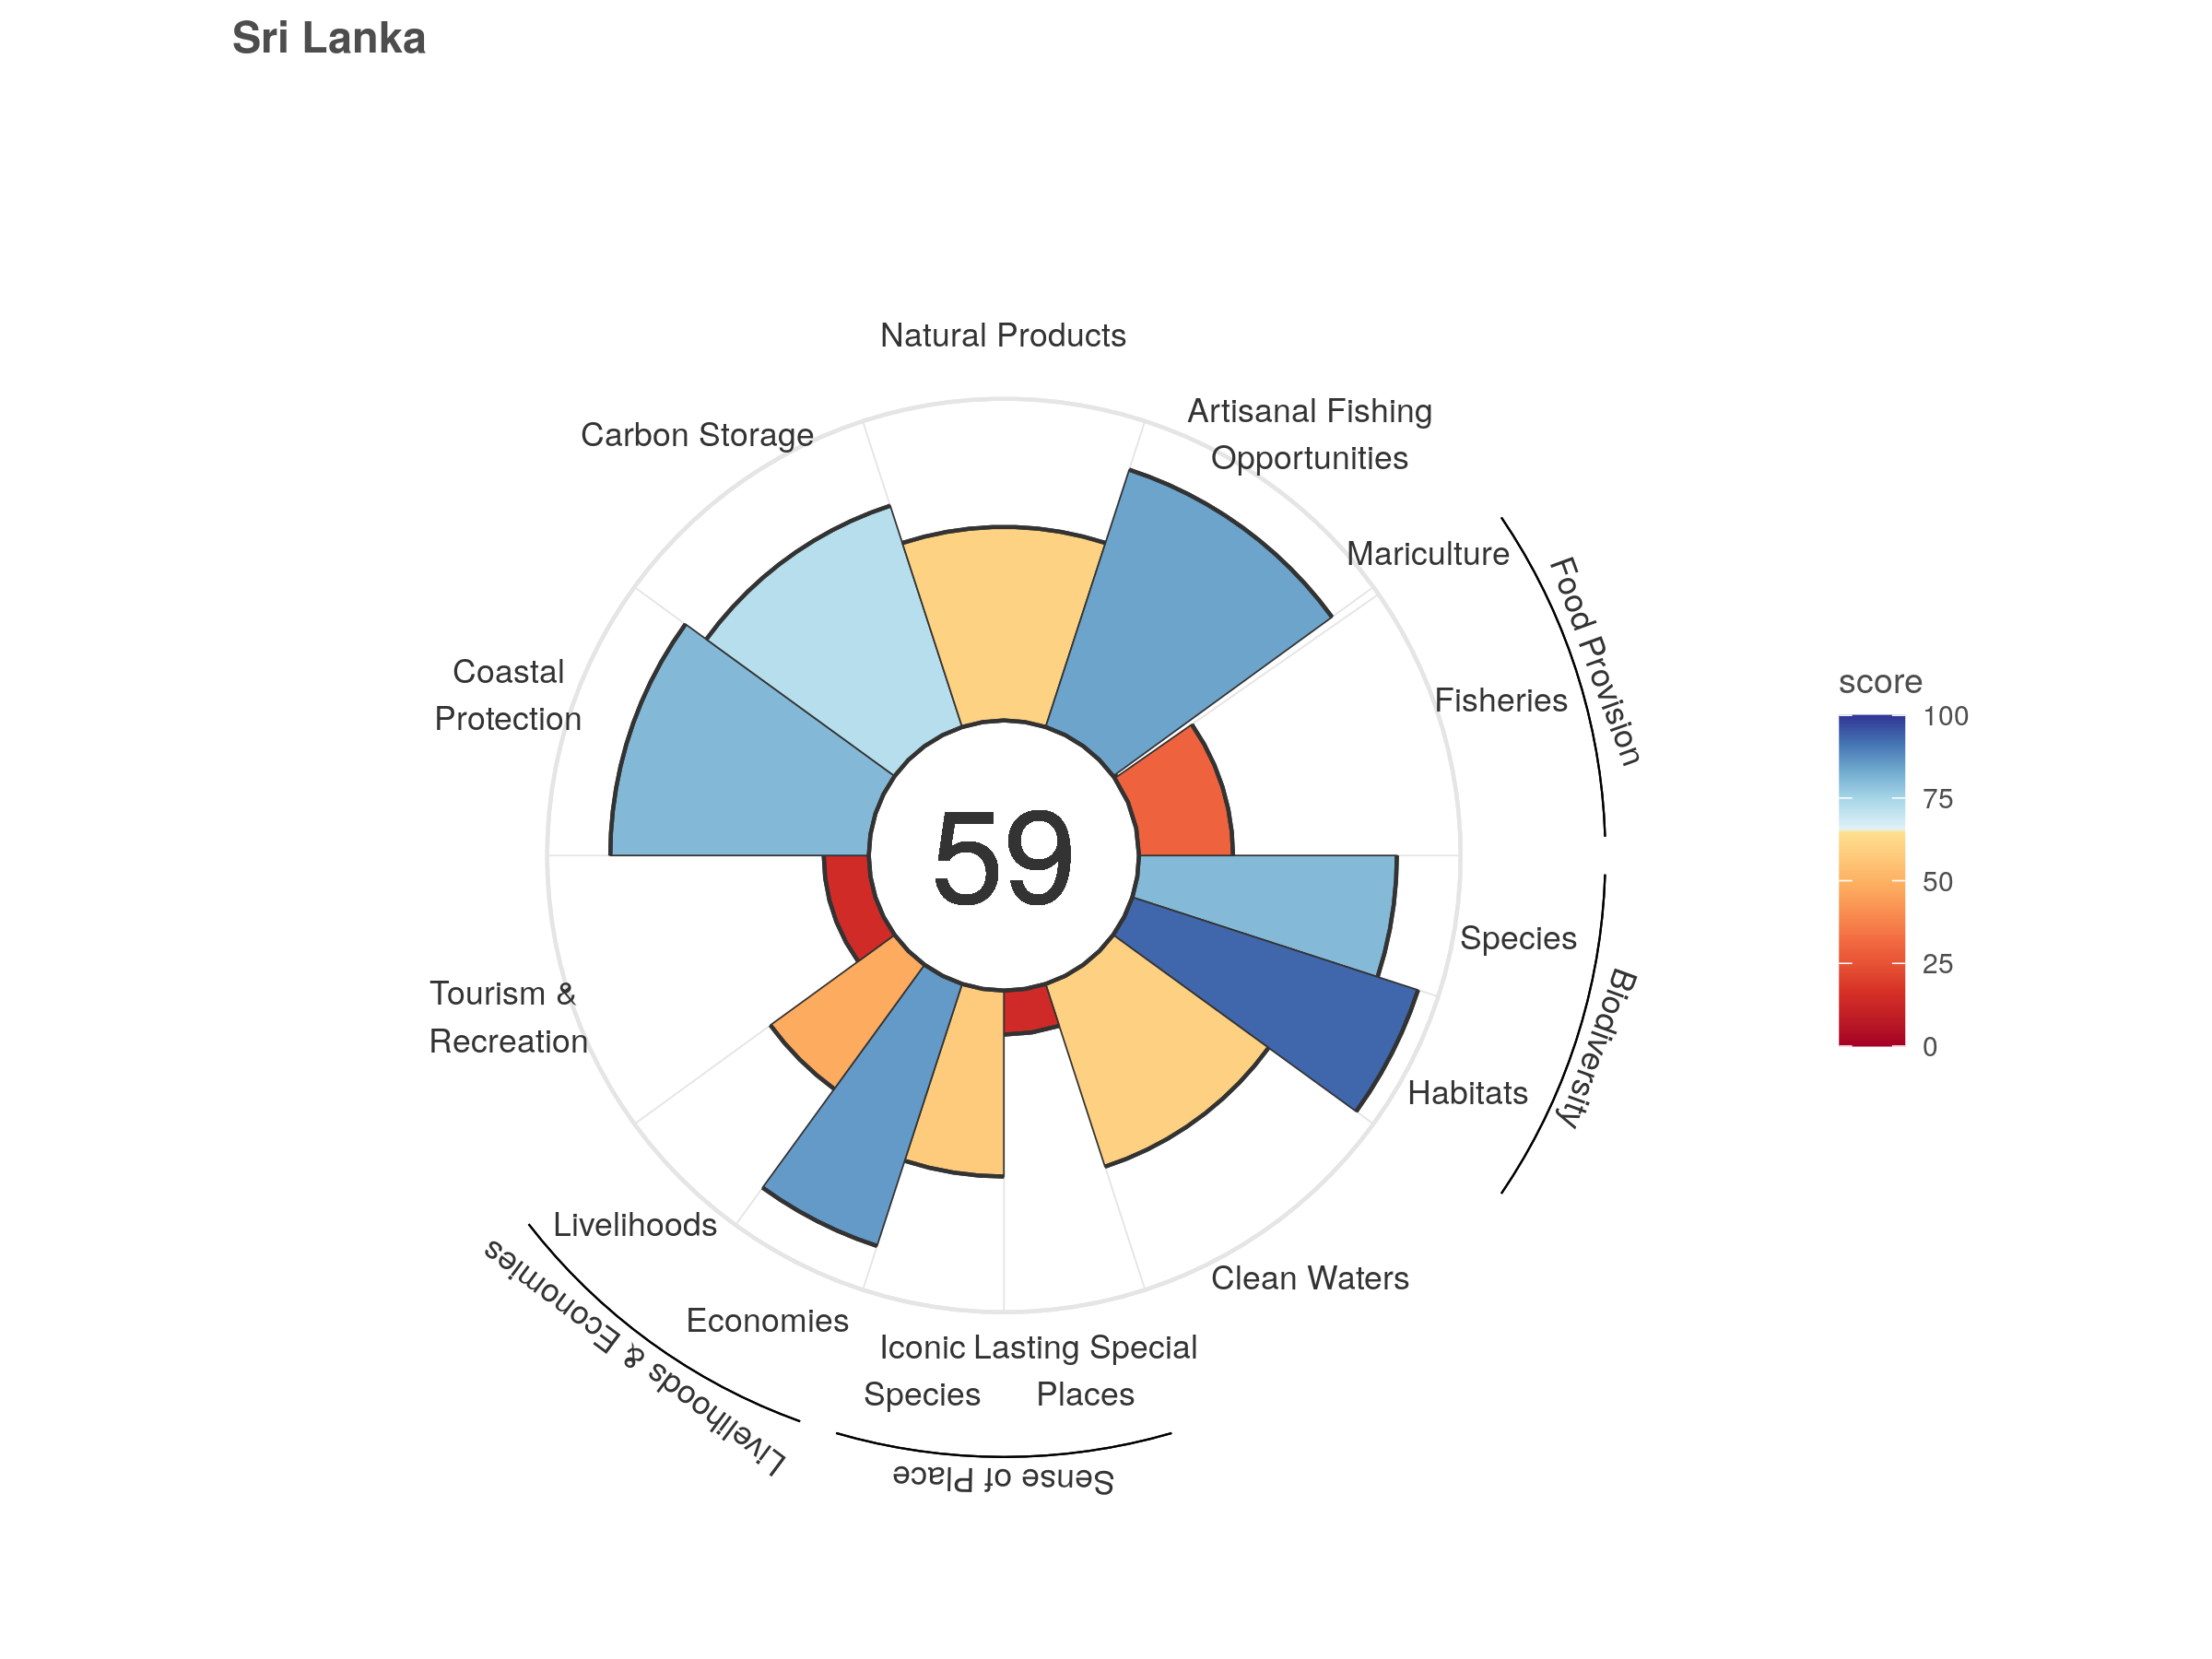 Sri Lanka
Natural Products
Artisanal Fishing
Opportunities
Carbon Storage
Mariculture
Food Provision
Fisheries
Coastal
Protection
score
100
75
50
25
0
59
Species
Biodiversity
Habitats
Tourism &
Recreation
Livelihoods
Economies
Livelihoods & Economies
Clean Waters
Iconic
Species
Lasting Special
Places
Sense of Place